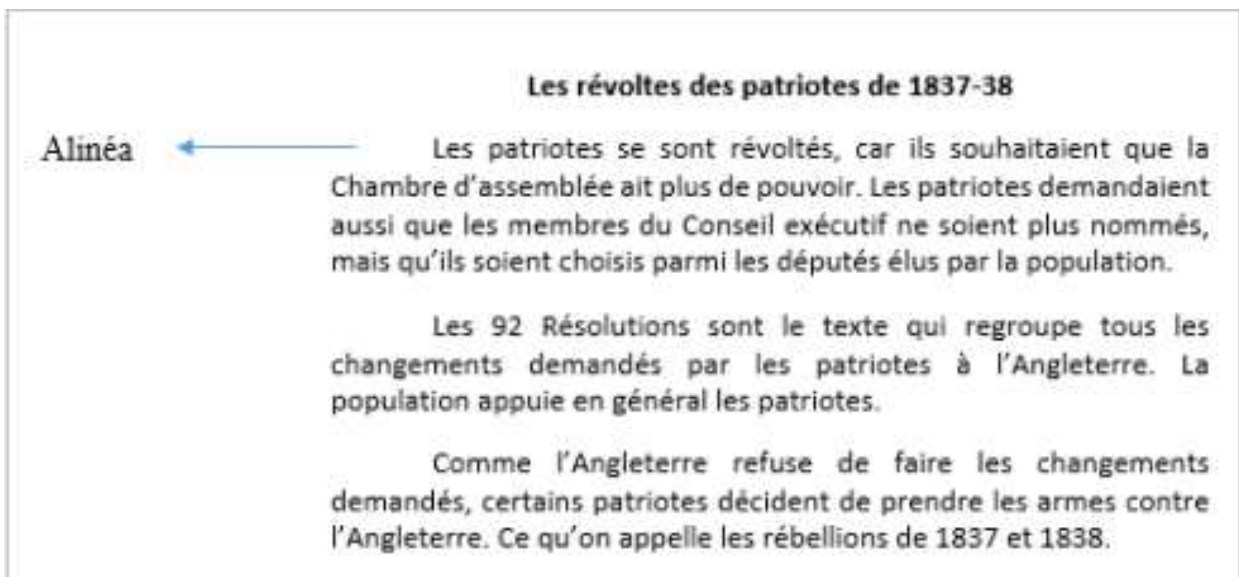 Les révoltes des patriotes de 1837-38
Alinéa
Les patriotes se sont révoltés, car ils souhaitaient que la
Chambre d'assemblée ait plus de pouvoir. Les patriotes demandaient
aussi que les membres du Conseil exécutif ne soient plus nommés,
mais qu'ils soient choisis parmi les députés élus par la population.
Les 92 Résolutions sont le texte qui regroupe tous les
changements demandés par les patriotes à l'Angleterre. La
population appuie en général les patriotes.
Comme l'Angleterre refuse de faire les changements
demandés, certains patriotes décident de prendre les armes contre
l'Angleterre. Ce qu'on appelle les rébellions de 1837 et 1838.